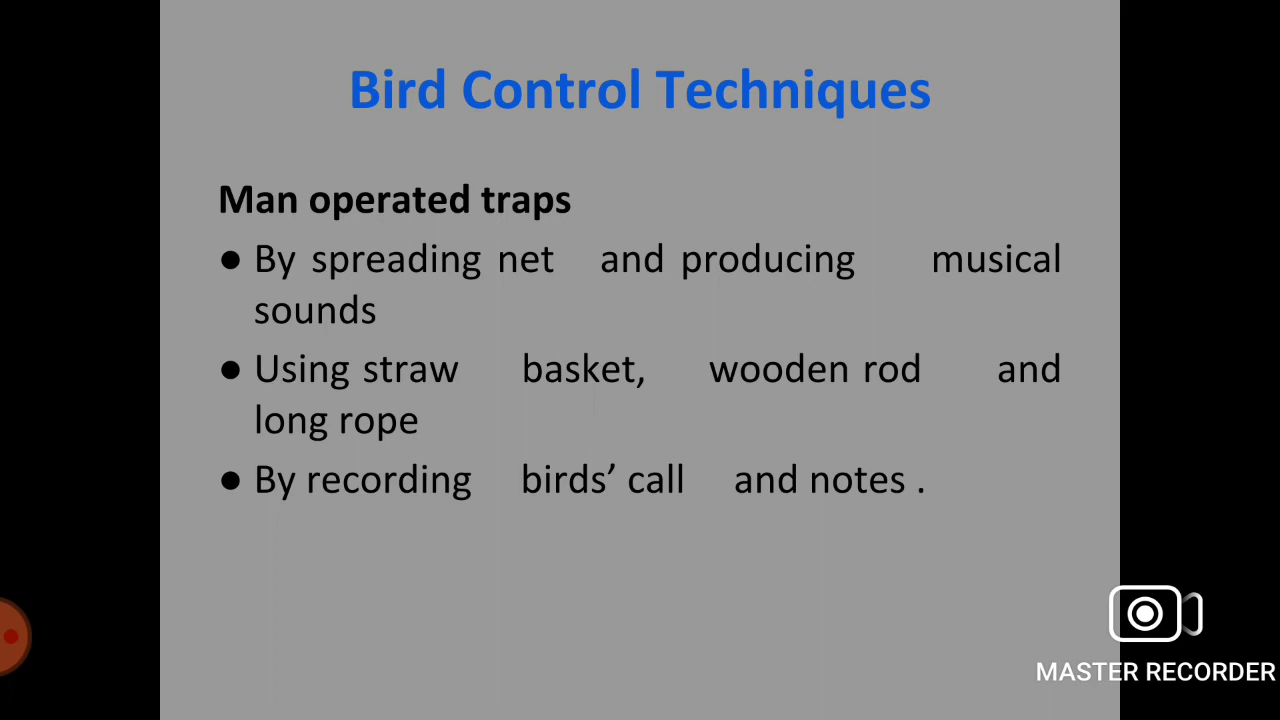 Bird Control Techniques
Man operated traps
● By spreading net and producing musical
sounds
● Using straw basket, wooden rod and
long rope
● By recording birds’ call and notes .
MASTER RECORDER